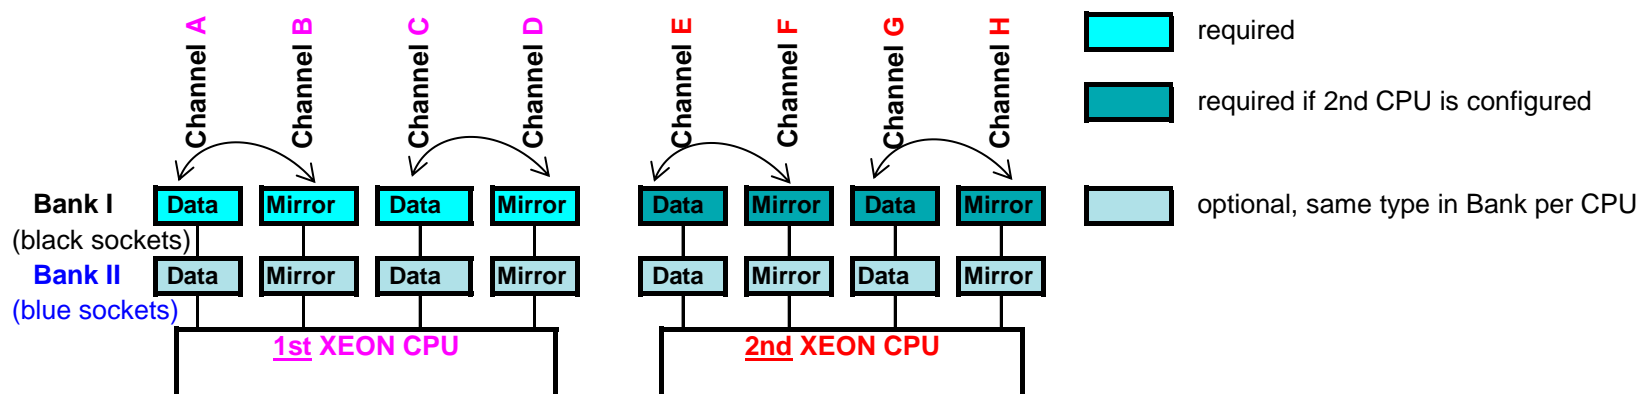 Channel A
Channel B
Channel C
Channel D
Channel E
Channel F
Channel G
Channel H
required
required if 2nd CPU is configured
optional, same type in Bank per CPU
Bank I
(black sockets)
Data Mirror Data Mirror Data Mirror Data Mirror
Bank II
(blue sockets)
Data Mirror Data Mirror Data Mirror Data Mirror
1st XEON CPU
2nd XEON CPU